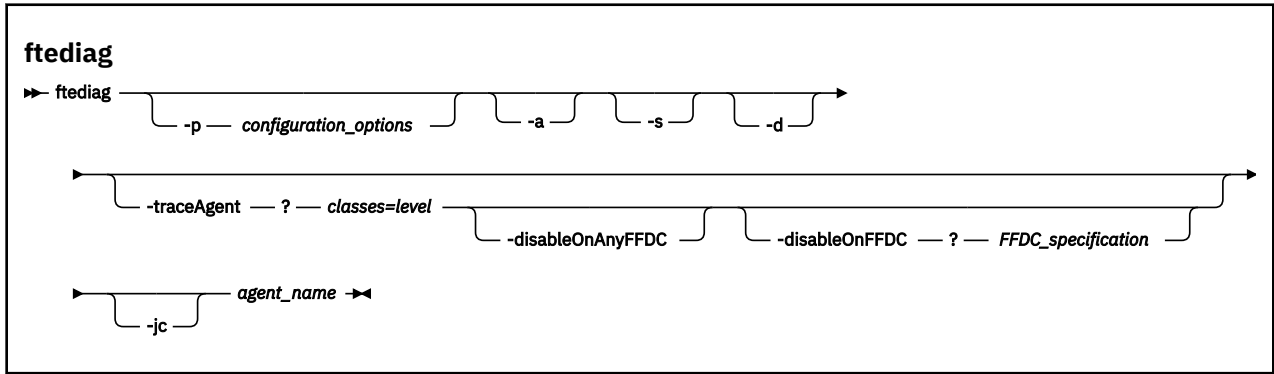 ftediag
ftediag
-p configuration_options -a -s -d
-traceAgent ? classes=level
-disableOnAnyFFDC -disableOnFFDC ? FFDC_specification
agent_name
-jc